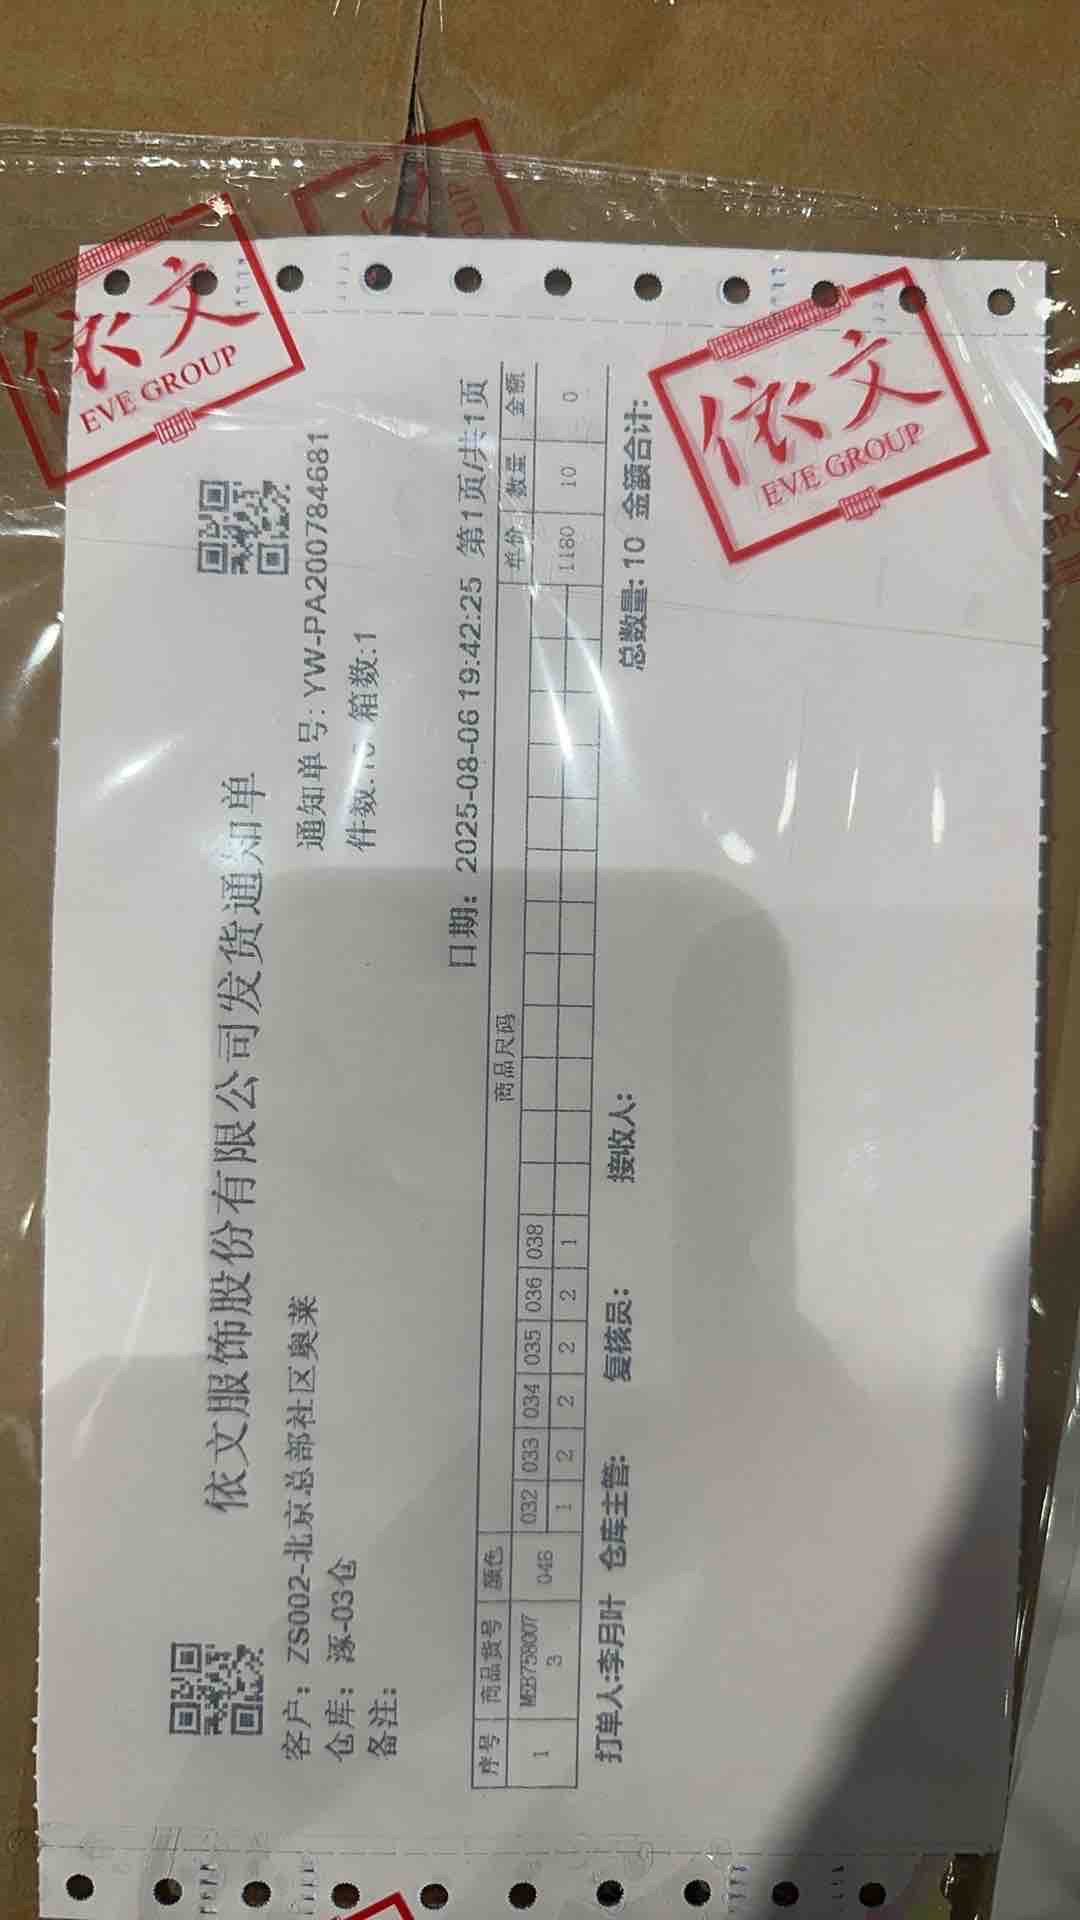 依文服饰股份有限公司发货通知单
客户：ZS002-北京总部社区奥莱
通知单号：YW-PA200784681
仓库：涿-03仓
件数:10 箱数:1
备注：
日期：2025-08-06 19:42:25 第1页/共1页
序号 商品货号 颜色 商品尺码 单价 数量 金额
032 033 034 035 036 038
1 MEB7580073 046 1 2 2 2 2 1 1180 10 0
打单人:李月叶 仓库主管: 复核员: 接收人: 总数量: 10 金额合计:
依文
EVE GROUP
依文
EVE GROUP